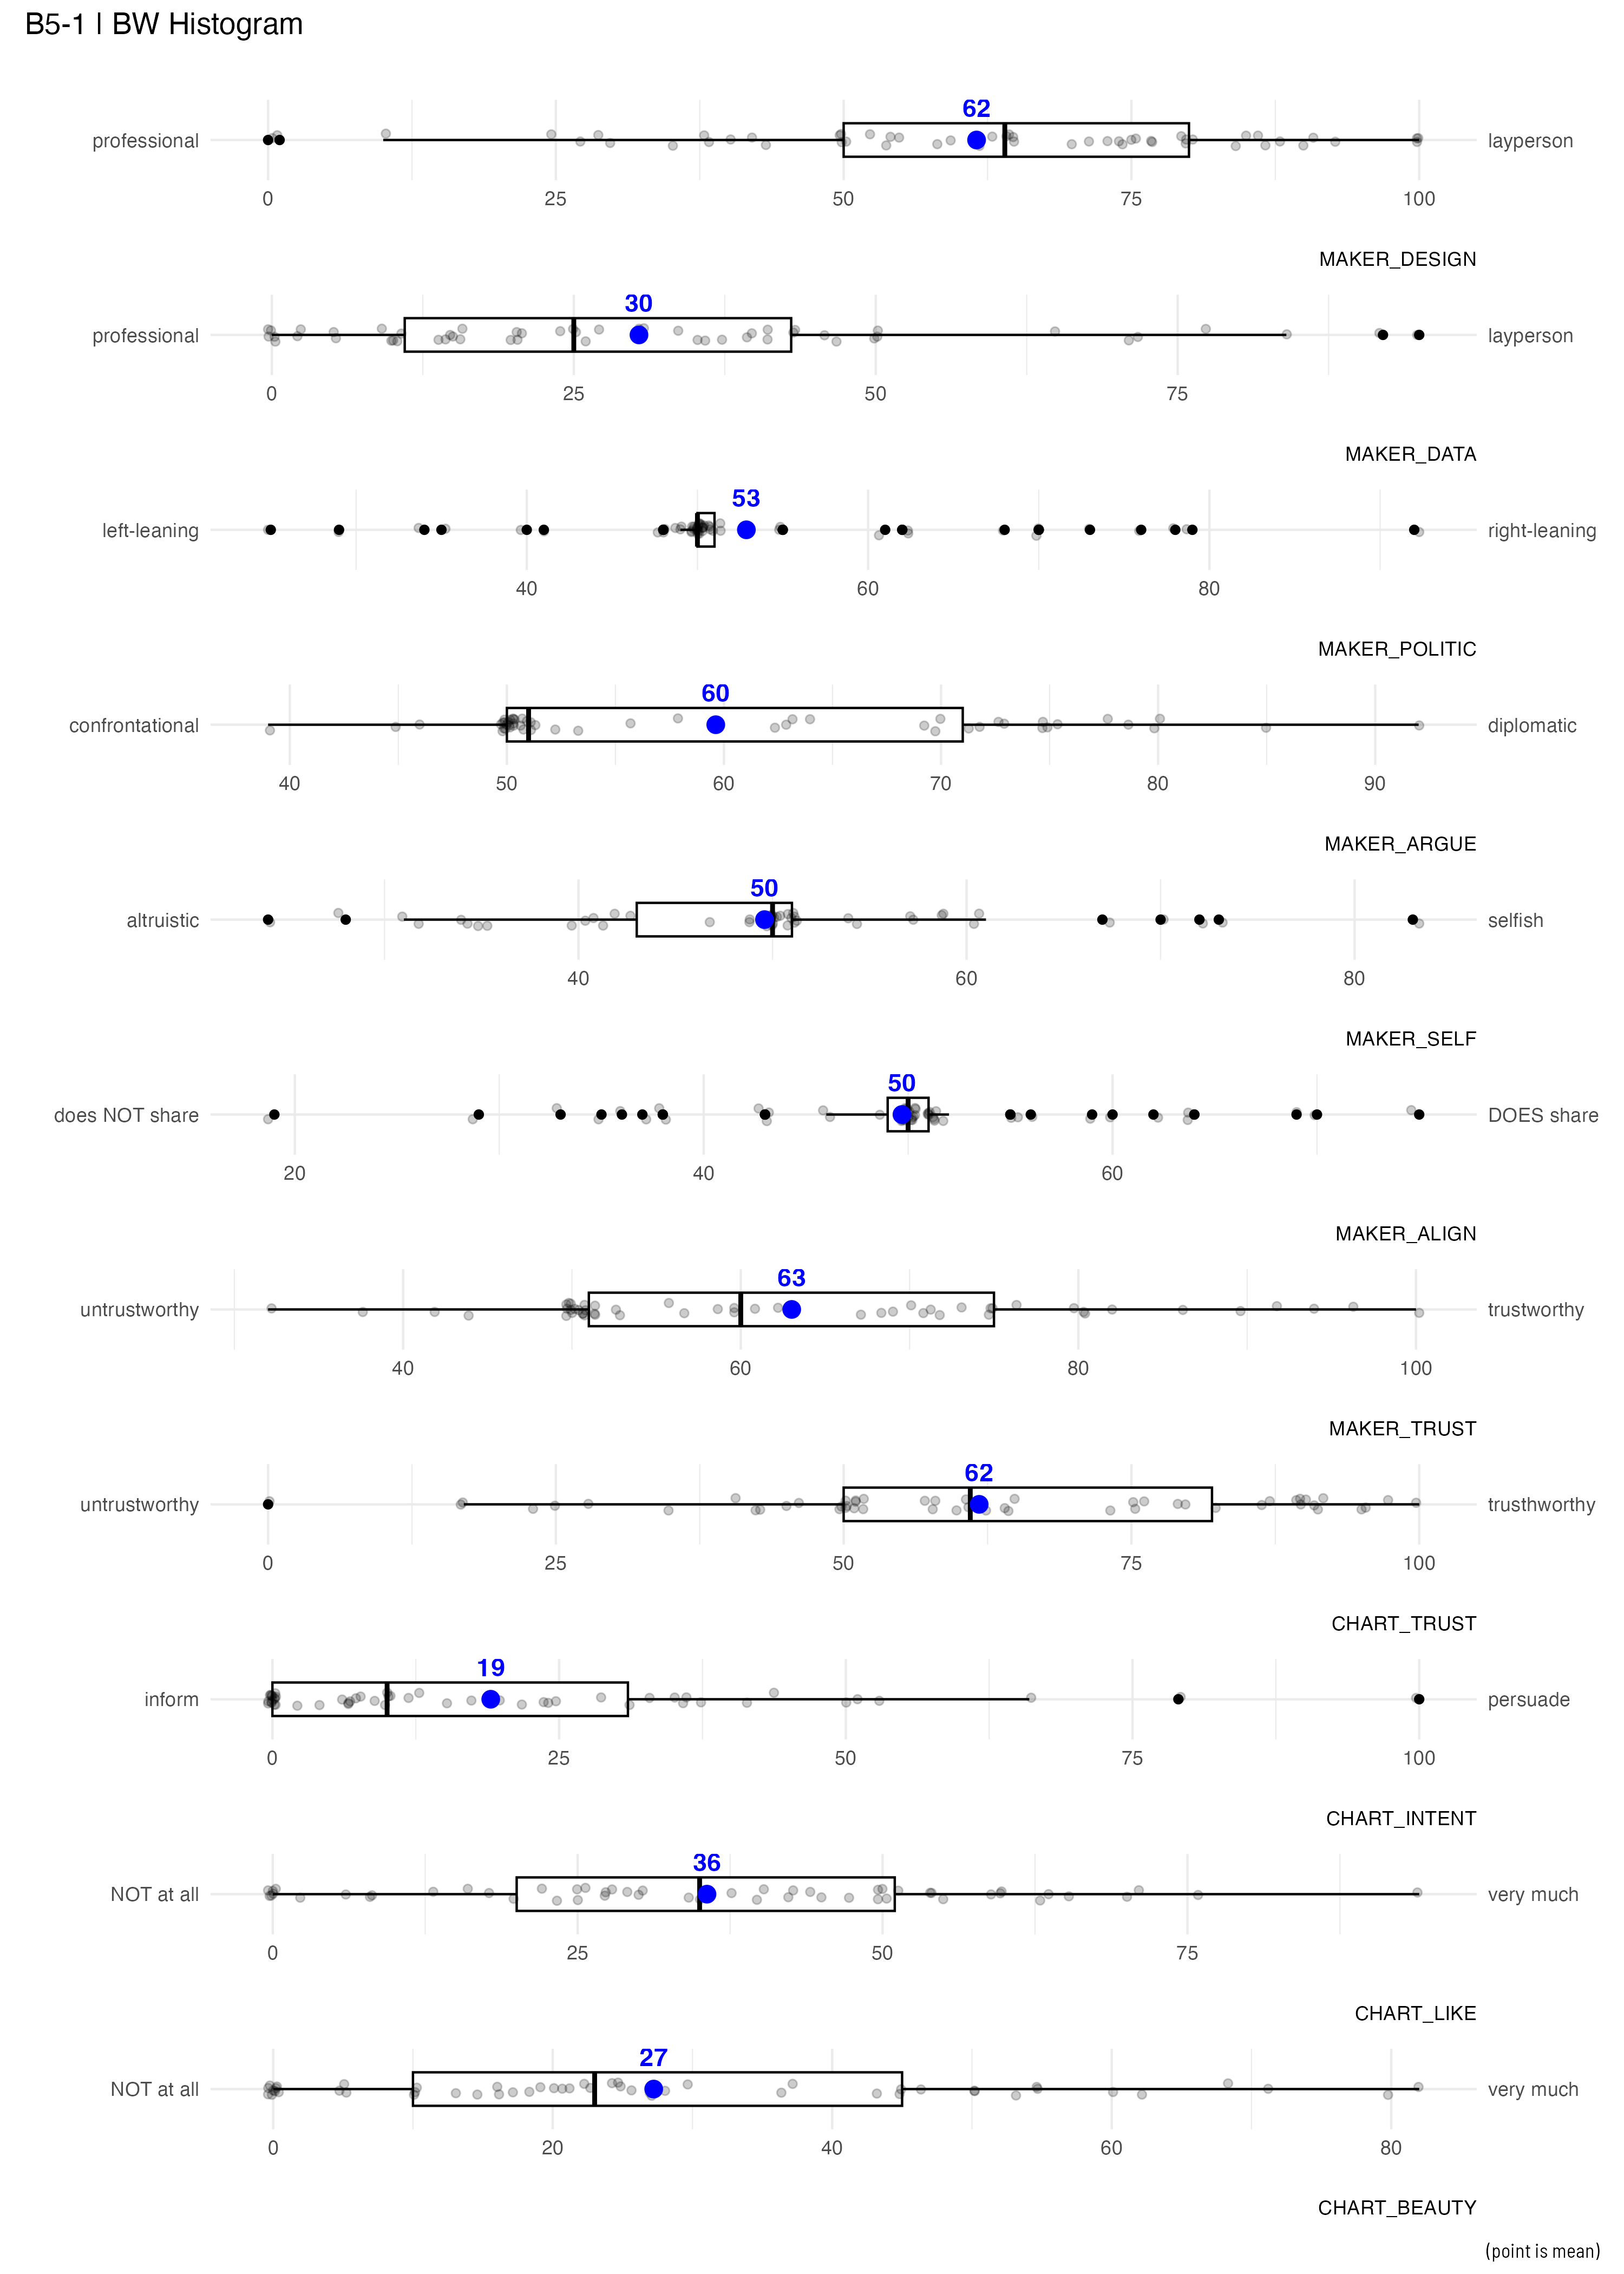 B5-1 | BW Histogram
62
professional layperson
0 25 50 75 100
MAKER_DESIGN
30
professional layperson
0 25 50 75
MAKER_DATA
53
left-leaning right-leaning
40 60 80
MAKER_POLITIC
60
confrontational diplomatic
40 50 60 70 80 90
MAKER_ARGUE
50
altruistic selfish
40 60 80
MAKER_SELF
50
does NOT share DOES share
20 40 60
MAKER_ALIGN
63
untrustworthy trustworthy
40 60 80 100
MAKER_TRUST
62
untrustworthy trusthworthy
0 25 50 75 100
CHART_TRUST
19
inform persuade
0 25 50 75 100
CHART_INTENT
36
NOT at all very much
0 25 50 75
CHART_LIKE
27
NOT at all very much
0 20 40 60 80
CHART_BEAUTY
(point is mean)